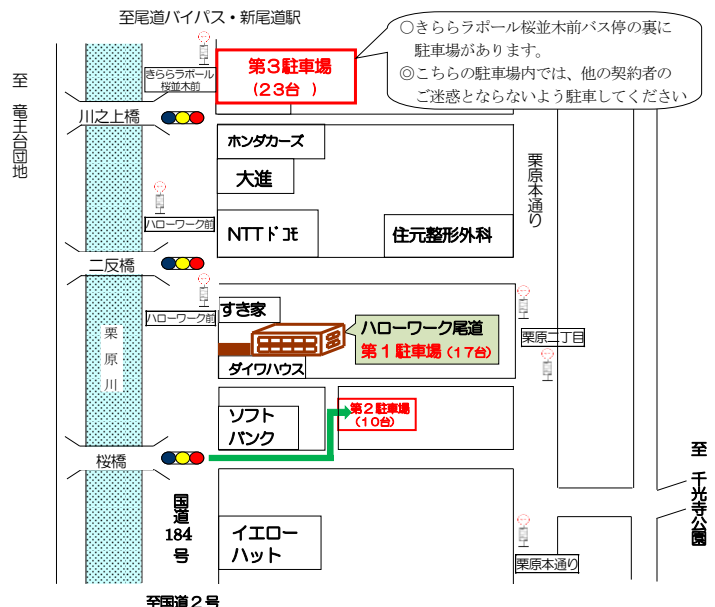 至尾道バイパス・新尾道駅
○きららラポール桜並木前バス停の裏に
駐車場があります。
◎こちらの駐車場内では、他の契約者の
ご迷惑とならないよう駐車してください
第3駐車場
(23台 )
きららラポール
桜並木前
至 竜王台団地
川之上橋
ホンダカーズ
大進
栗原本通り
ハローワーク前
NTTドコモ
住元整形外科
二反橋
ハローワーク前
すき家
ハローワーク尾道
第1駐車場(17台)
栗原二丁目
栗原川
ダイワハウス
ソフト
バンク
第2駐車場
(10台)
桜橋
至 千光寺公園
国道
184
号
イエロー
ハット
栗原本通り
至国道2号